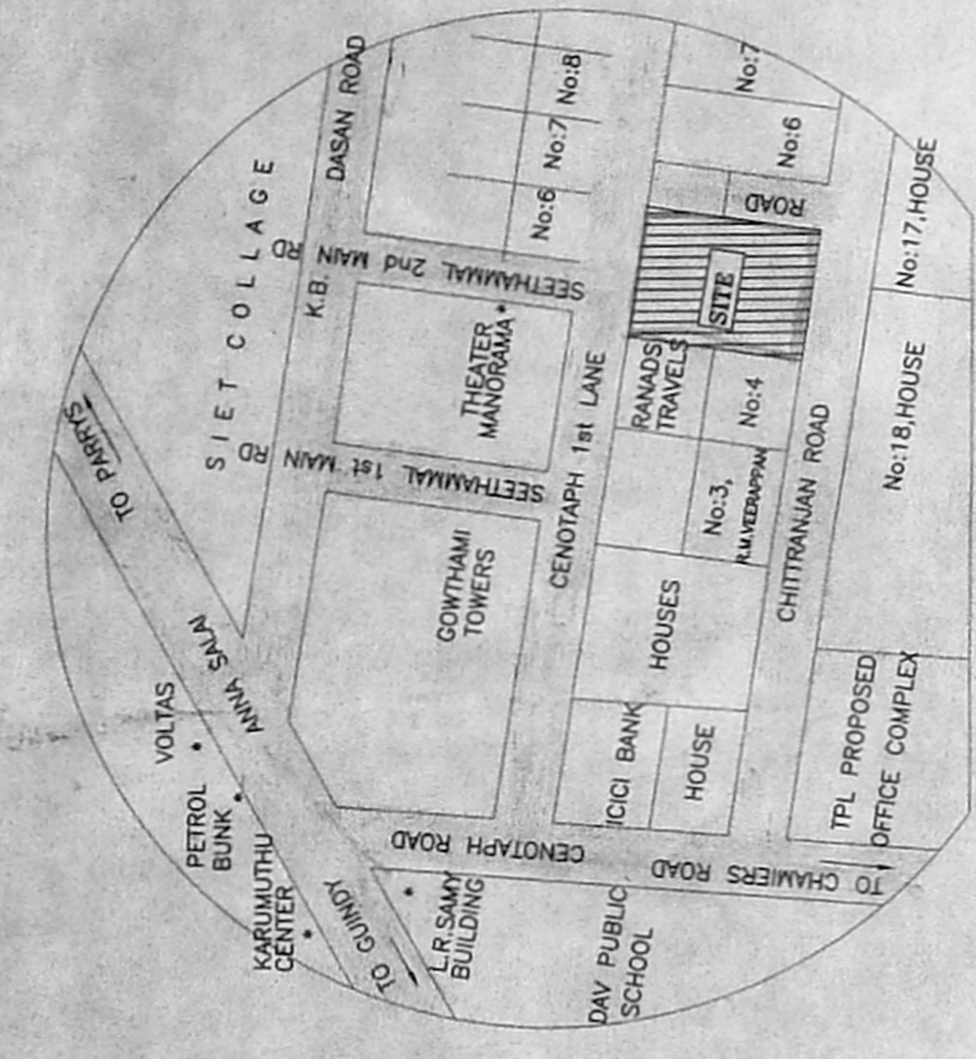 TO PARRYS
SIET COLLAGE
K.B. DASAN ROAD
VOLTAS
ANNA SALAI
PETROL
BUNK
KARUMUTHU
CENTER
TO GUINDY
L.R.SAMY
BUILDING
DAV PUBLIC
SCHOOL
CENOTAPH ROAD
TO CHAMIERS ROAD
GOWTHAMI
TOWERS
SEETHAMMAL 1st MAIN RD
THEATER
MANORAMA
SEETHAMMAL 2nd MAIN RD
No:6
No:7
No:8
CENOTAPH 1st LANE
ICICI BANK
HOUSE
HOUSES
No:3,
R.M.VEERAPPAN
RANADS
TRAVELS
No:4
SITE
ROAD
No:6
No:7
CHITTRANJAN ROAD
TPL PROPOSED
OFFICE COMPLEX
No:18,HOUSE
No:17,HOUSE